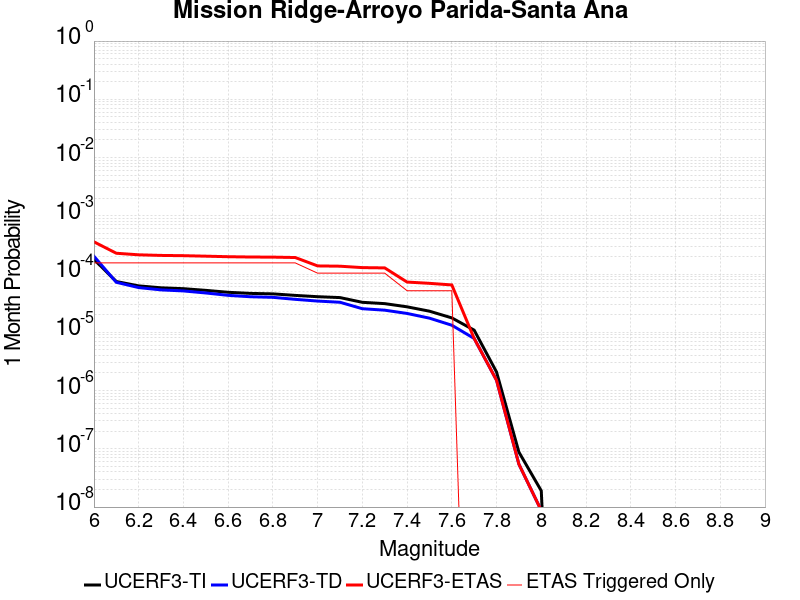 Mission Ridge-Arroyo Parida-Santa Ana
1 Month Probability
10^0
10^-1
10^-2
10^-3
10^-4
10^-5
10^-6
10^-7
10^-8
6 6.2 6.4 6.6 6.8 7 7.2 7.4 7.6 7.8 8 8.2 8.4 8.6 8.8 9
Magnitude
UCERF3-TI UCERF3-TD UCERF3-ETAS ETAS Triggered Only